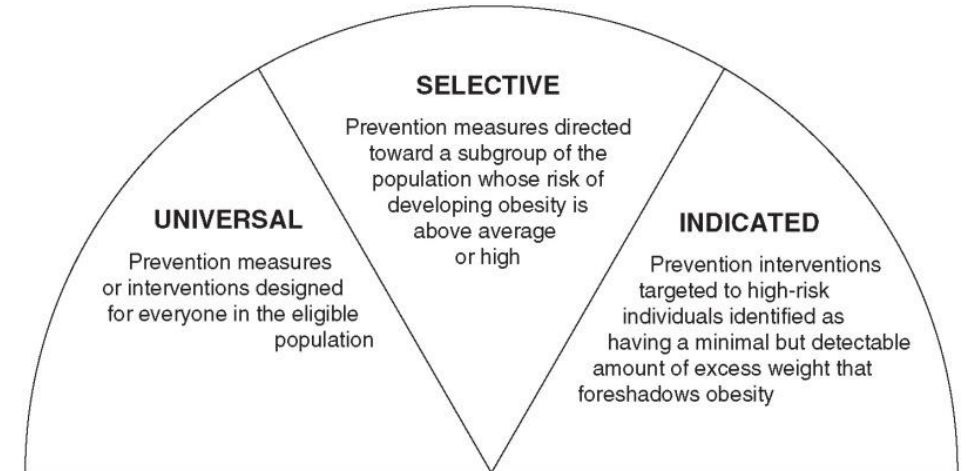 SELECTIVE
Prevention measures directed
toward a subgroup of the
population whose risk of
developing obesity is
above average
or high
UNIVERSAL
Prevention measures
or interventions designed
for everyone in the eligible
population
INDICATED
Prevention interventions
targeted to high-risk
individuals identified as
having a minimal but detectable
amount of excess weight that
foreshadows obesity